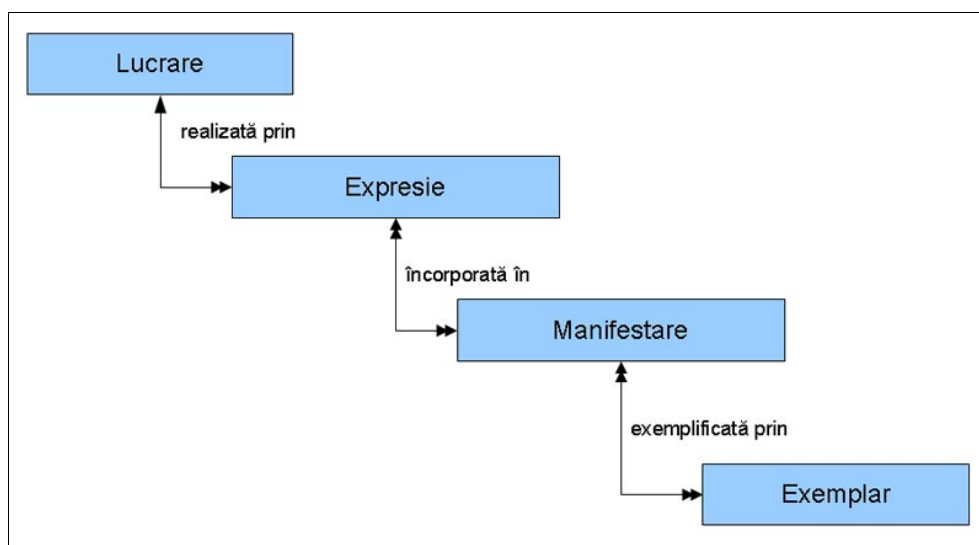 Lucrare
realizată prin
Expresie
încorporată în
Manifestare
exemplificată prin
Exemplar